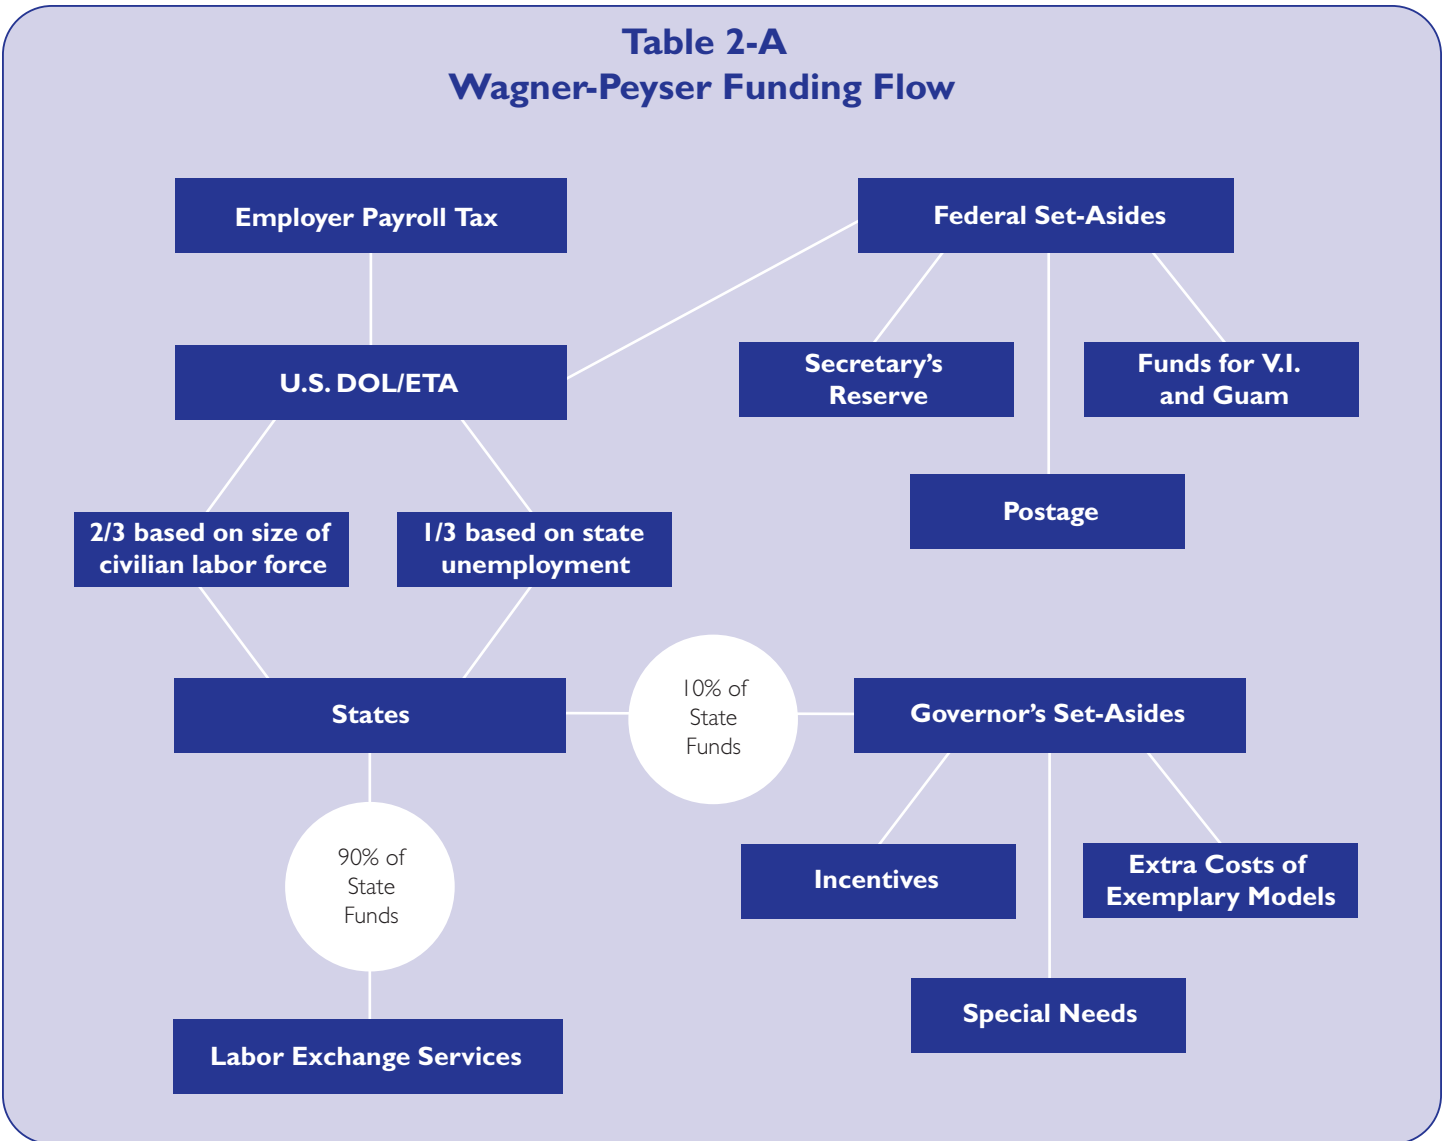 Table 2-A
Wagner-Peyser Funding Flow
Employer Payroll Tax
Federal Set-Asides
U.S. DOL/ETA
Secretary’s
Reserve
Funds for V.I.
and Guam
Postage
2/3 based on size of
civilian labor force
1/3 based on state
unemployment
States
10% of
State
Funds
Governor’s Set-Asides
90% of
State
Funds
Incentives
Extra Costs of
Exemplary Models
Special Needs
Labor Exchange Services